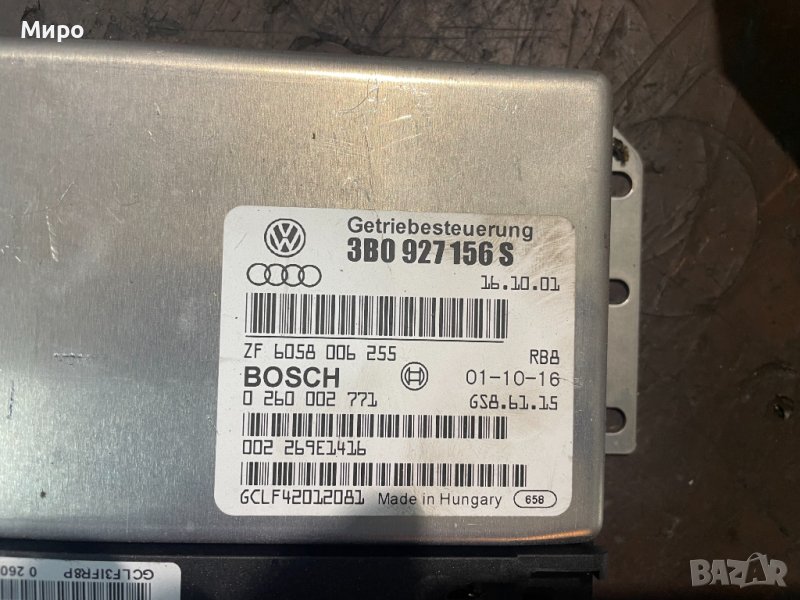 Миро
Getriebesteuerung
3B0 927 156 S
16.10.01
ZF 6058 006 255 RB8
BOSCH 01-10-16
0 260 002 771 GS8.61.15
002 269E1416
GCLF42012081 Made in Hungary 658
GCLF31FR8P 0 260
BAZAR